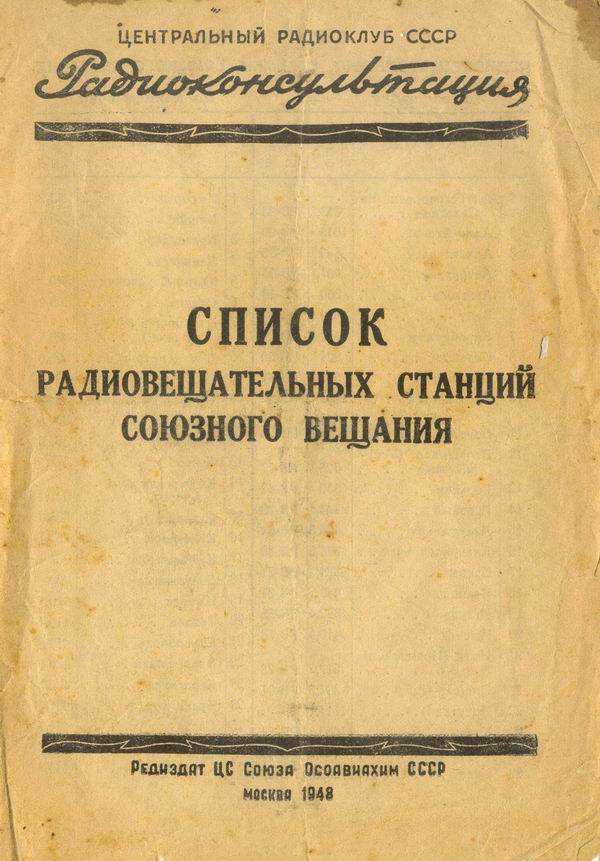 ЦЕНТРАЛЬНЫЙ РАДИОКЛУБ СССР
Радиоконсультация
СПИСОК
РАДИОВЕЩАТЕЛЬНЫХ СТАНЦИЙ
СОЮЗНОГО ВЕЩАНИЯ
Редиздат ЦС Союза Осоавиахим СССР
МОСКВА 1948